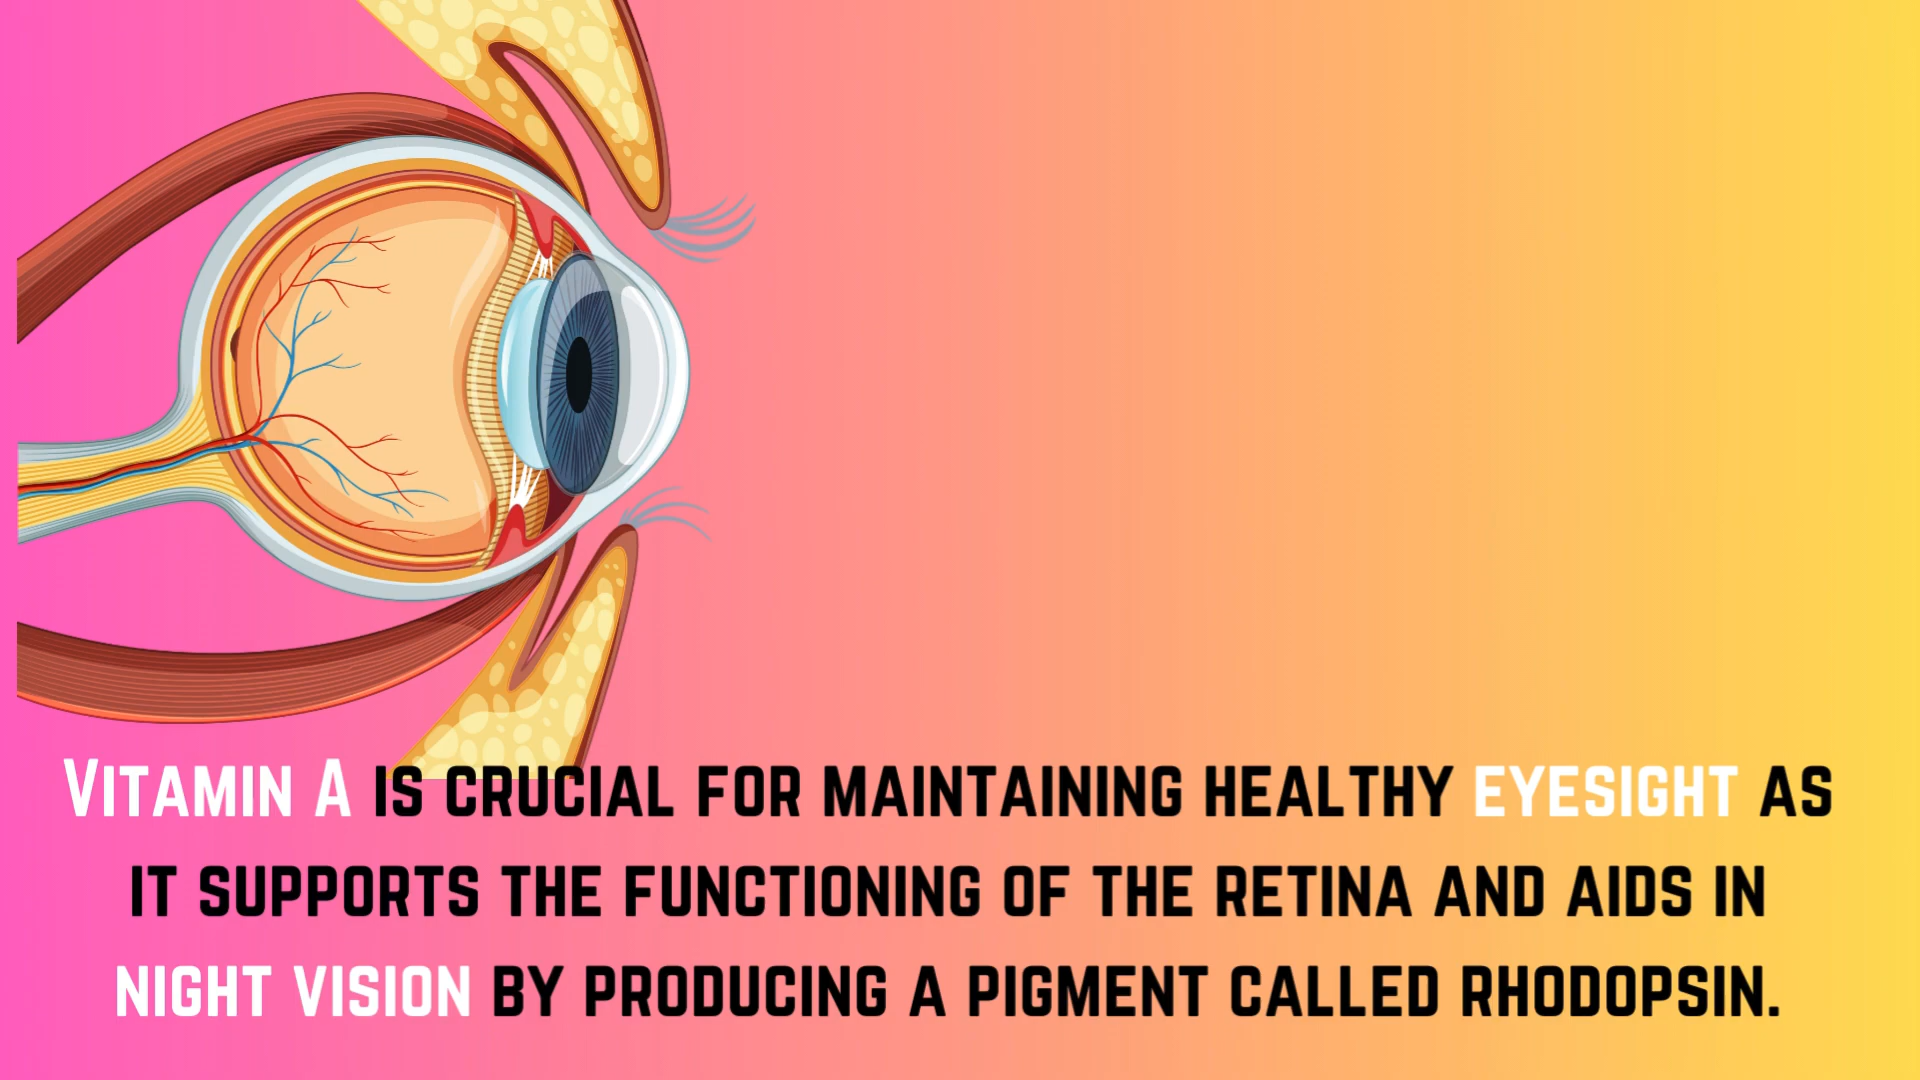 Vitamin A is crucial for maintaining healthy eyesight as
it supports the functioning of the retina and aids in
night vision by producing a pigment called rhodopsin.